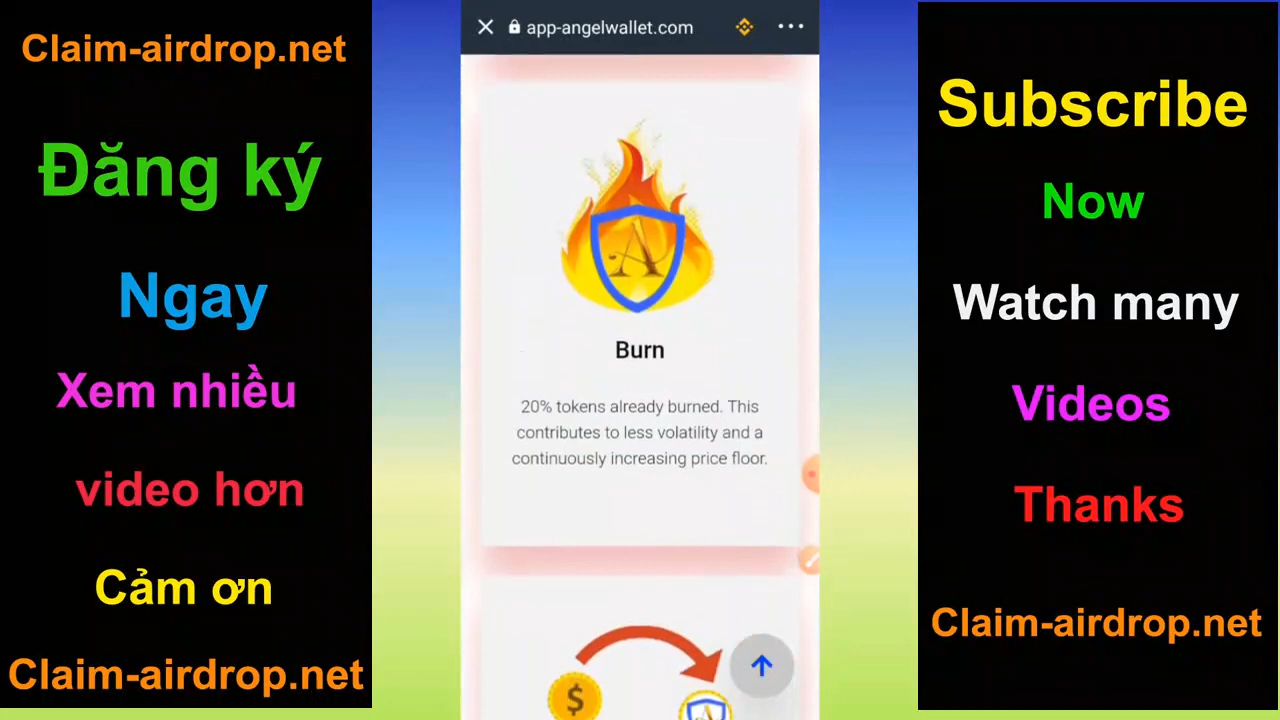 Claim-airdrop.net
Đăng ký
Ngay
Xem nhiều
video hơn
Cảm ơn
Claim-airdrop.net
app-angelwallet.com
A
Burn
20% tokens already burned. This
contributes to less volatility and a
continuously increasing price floor.
$
A
Subscribe
Now
Watch many
Videos
Thanks
Claim-airdrop.net